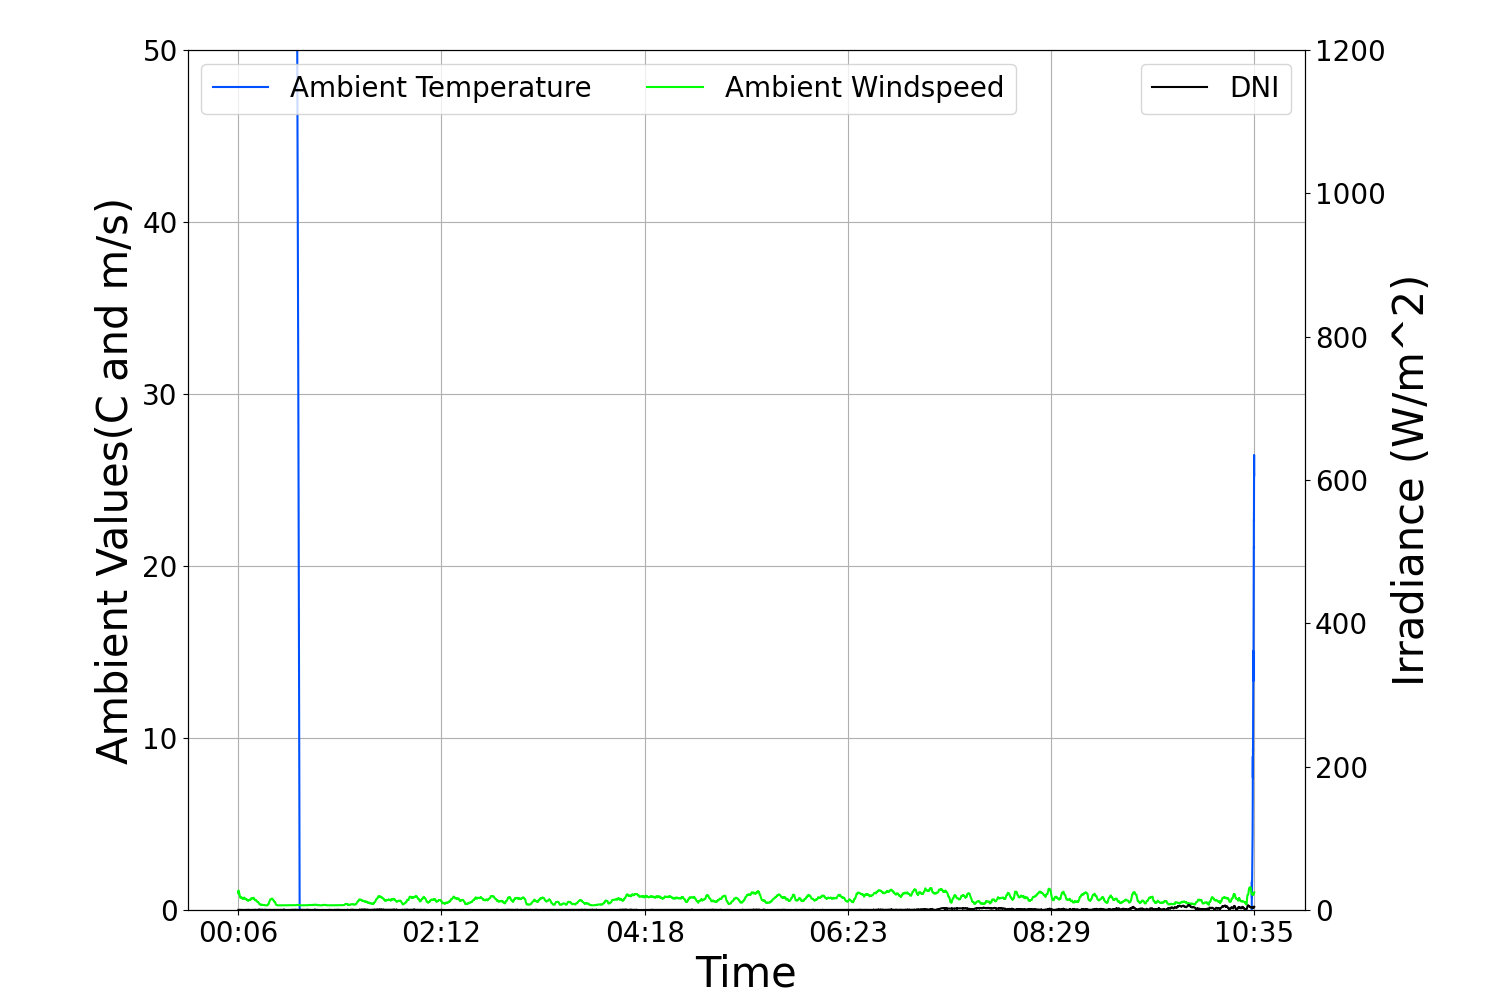 50
40
30
20
10
0
Ambient Values(C and m/s)
Ambient Temperature
Ambient Windspeed
DNI
1200
1000
800
600
400
200
0
Irradiance (W/m^2)
00:06 02:12 04:18 06:23 08:29 10:35
Time